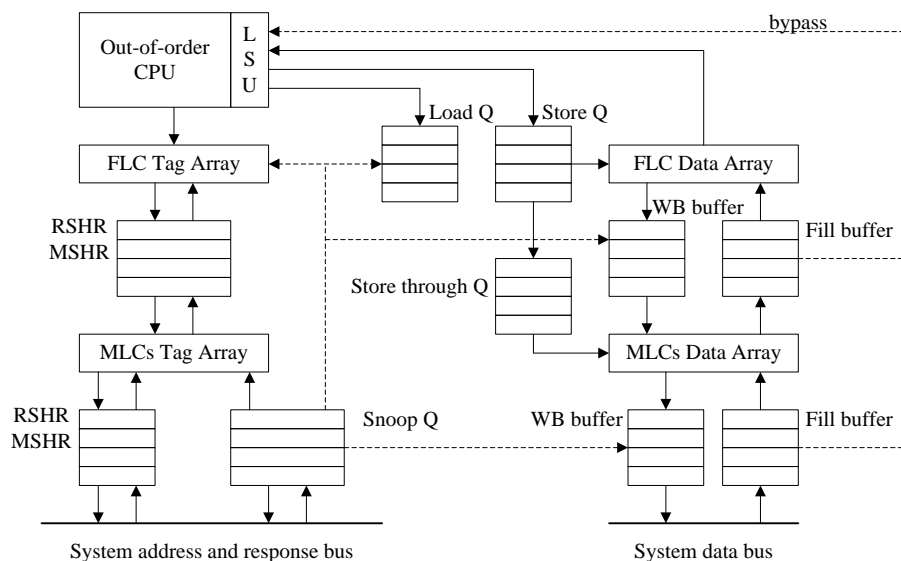 bypass
Out-of-order
CPU
L
S
U
Load Q
Store Q
FLC Tag Array
FLC Data Array
WB buffer
RSHR
MSHR
Fill buffer
Store through Q
MLCs Tag Array
MLCs Data Array
RSHR
MSHR
Snoop Q
WB buffer
Fill buffer
System address and response bus
System data bus